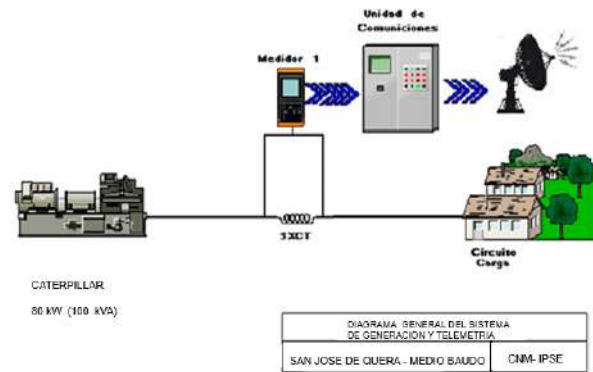 Unidad de
Comuniciones
Medidor 1
3XCT
Circuito
Carga
CATERPILLAR
80 kW (100 kVA)
DIAGRAMA GENERAL DEL SISTEMA
DE GENERACION Y TELEMETRIA
SAN JOSE DE QUERA - MEDIO BAUDO
CNM- IPSE